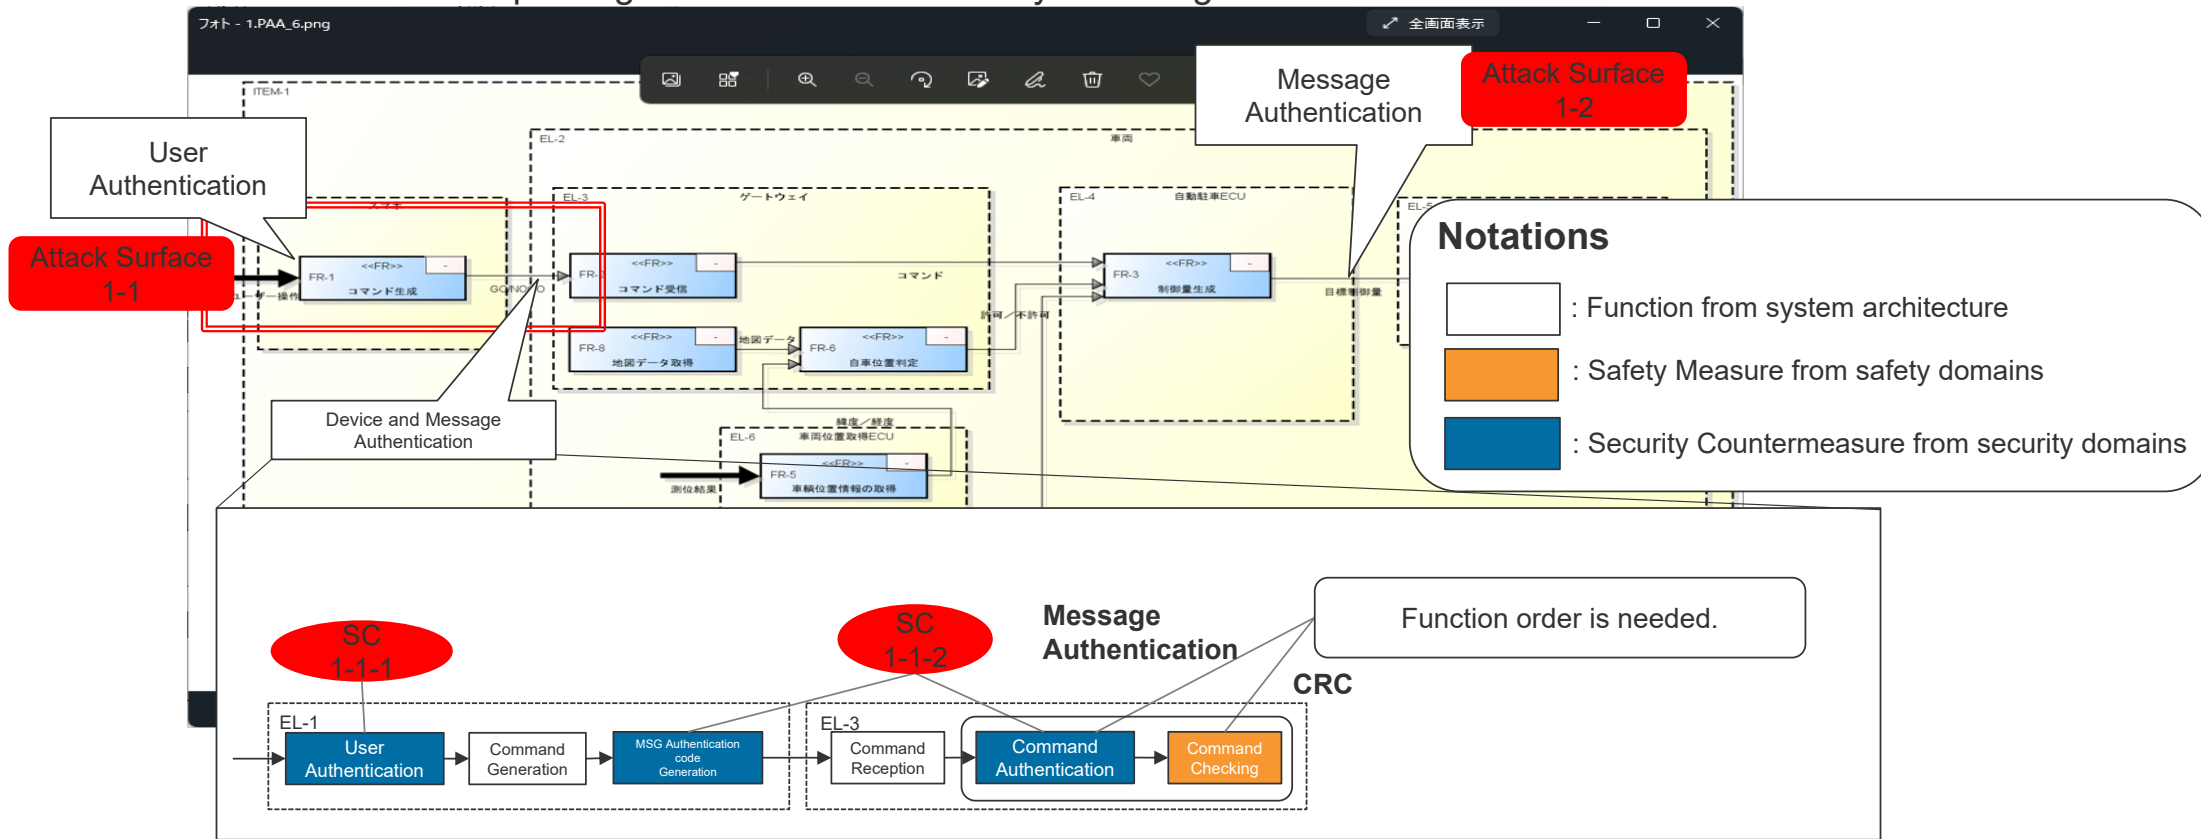 フォト - 1.PAA_6.png
全画面表示
ITEM-1
Message
Authentication
Attack Surface
1-2
User
Authentication
EL-2
車両
EL-3
ゲートウェイ
EL-4
自動駐車ECU
Attack Surface
1-1
<<FR>>
-
FR-1
コマンド生成
<<FR>>
-
コマンド受信
コマンド
<<FR>>
-
FR-3
制御量生成
目標制御量
許可／不許可
<<FR>>
-
FR-8
地図データ取得
地図データ
<<FR>>
-
FR-6
自車位置判定
Device and Message
Authentication
緯度／経度
EL-6
車両位置取得ECU
<<FR>>
-
FR-5
車輌位置情報の取得
測位結果
Notations
: Function from system architecture
: Safety Measure from safety domains
: Security Countermeasure from security domains
SC
1-1-1
SC
1-1-2
Message
Authentication
Function order is needed.
CRC
EL-1
User
Authentication
Command
Generation
MSG Authentication
code
Generation
EL-3
Command
Reception
Command
Authentication
Command
Checking